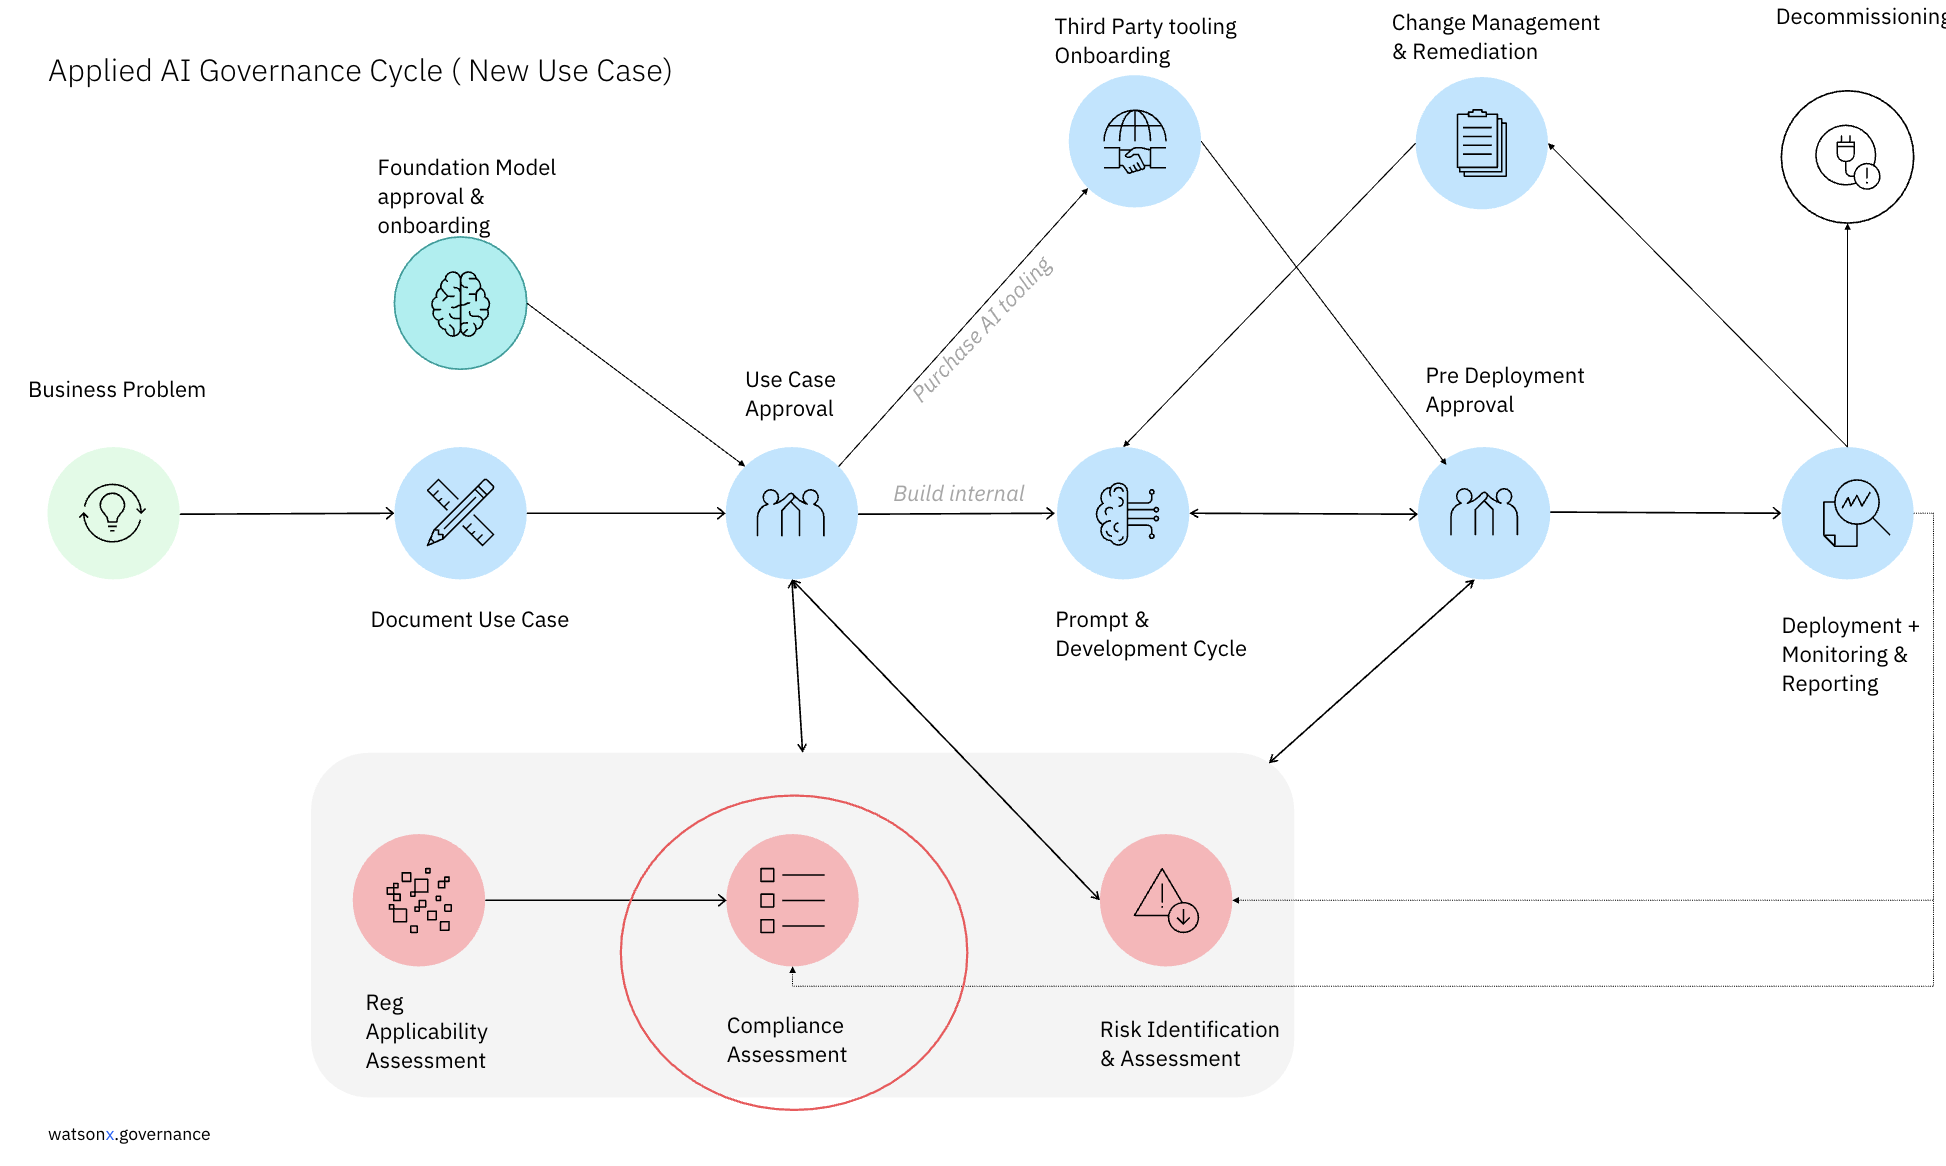 Applied AI Governance Cycle ( New Use Case)
Third Party tooling
Onboarding
Change Management
& Remediation
Decommissioning
Foundation Model
approval &
onboarding
Purchase AI tooling
Business Problem
Use Case
Approval
Pre Deployment
Approval
Build internal
Document Use Case
Prompt &
Development Cycle
Deployment +
Monitoring &
Reporting
Reg
Applicability
Assessment
Compliance
Assessment
Risk Identification
& Assessment
watsonx.governance